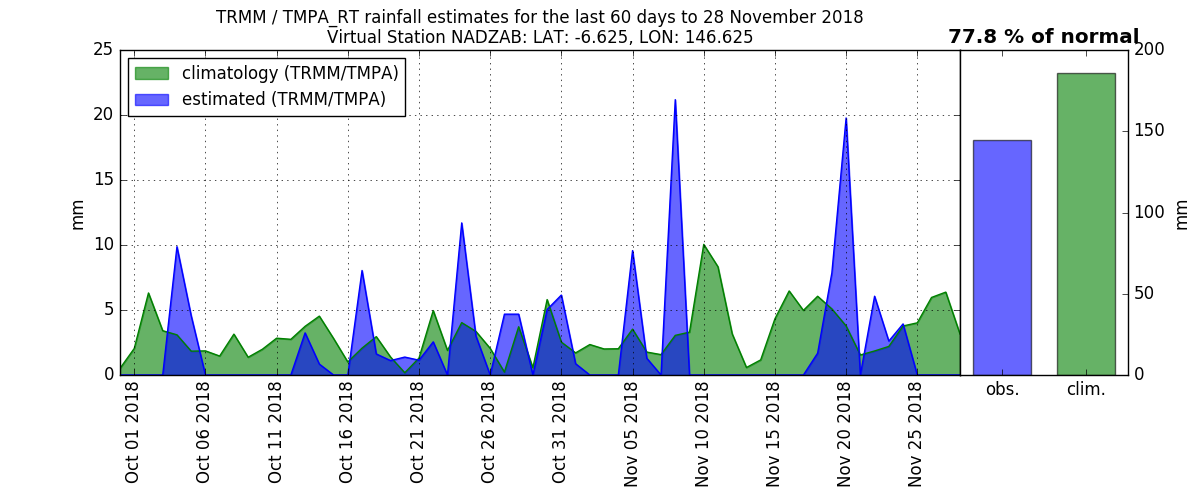 TRMM / TMPA_RT rainfall estimates for the last 60 days to 28 November 2018
Virtual Station NADZAB: LAT: -6.625, LON: 146.625
77.8 % of normal
climatology (TRMM/TMPA)
estimated (TRMM/TMPA)
25
20
15
10
5
0
mm
200
150
100
50
0
mm
obs.
clim.
Oct 01 2018
Oct 06 2018
Oct 11 2018
Oct 16 2018
Oct 21 2018
Oct 26 2018
Oct 31 2018
Nov 05 2018
Nov 10 2018
Nov 15 2018
Nov 20 2018
Nov 25 2018